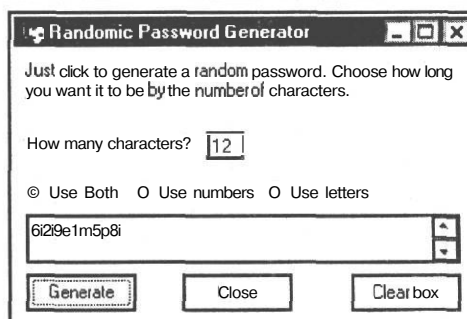 Randomic Password Generator
Just click to generate a random password. Choose how long
you want it to be by the number of characters.
How many characters? 12
© Use Both O Use numbers O Use letters
6i2i9e1m5p8i
Generate Close Clear box